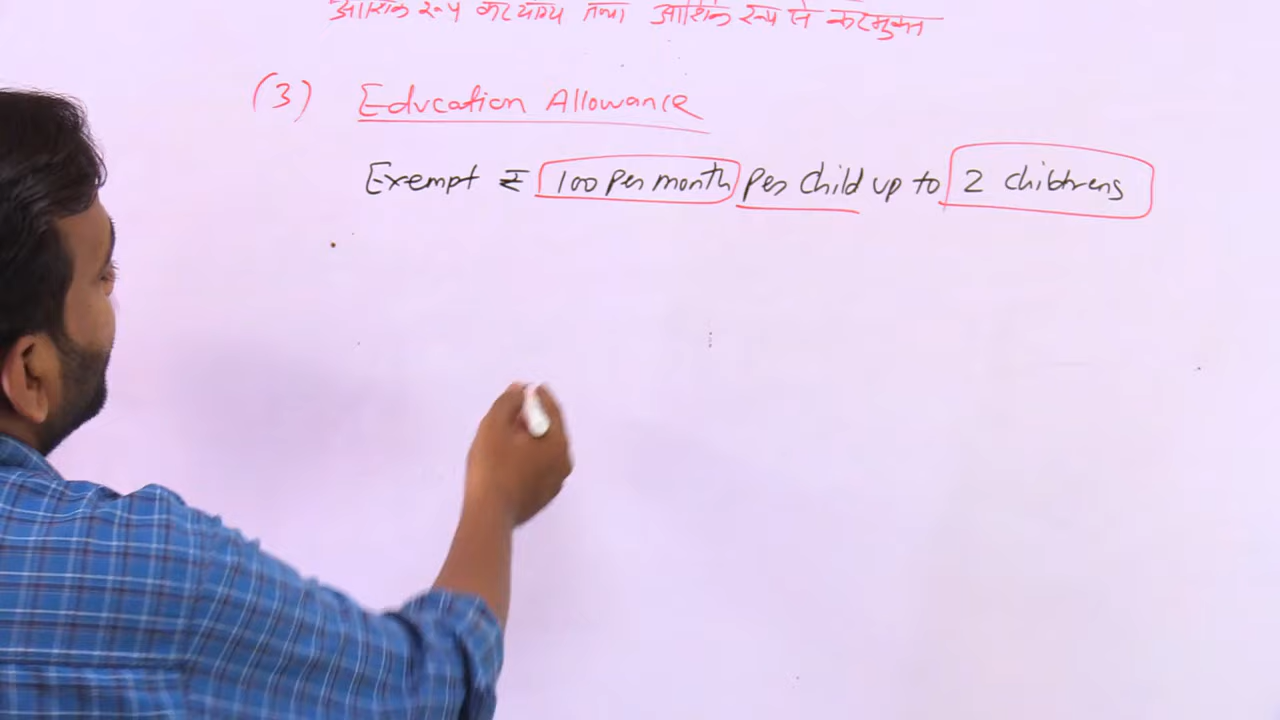 आंशिक रूप करयोग्य तथा आंशिक रूप से करमुक्त
(3) Education Allowance
Exempt ₹ 100 Per month Per Child up to 2 childrens